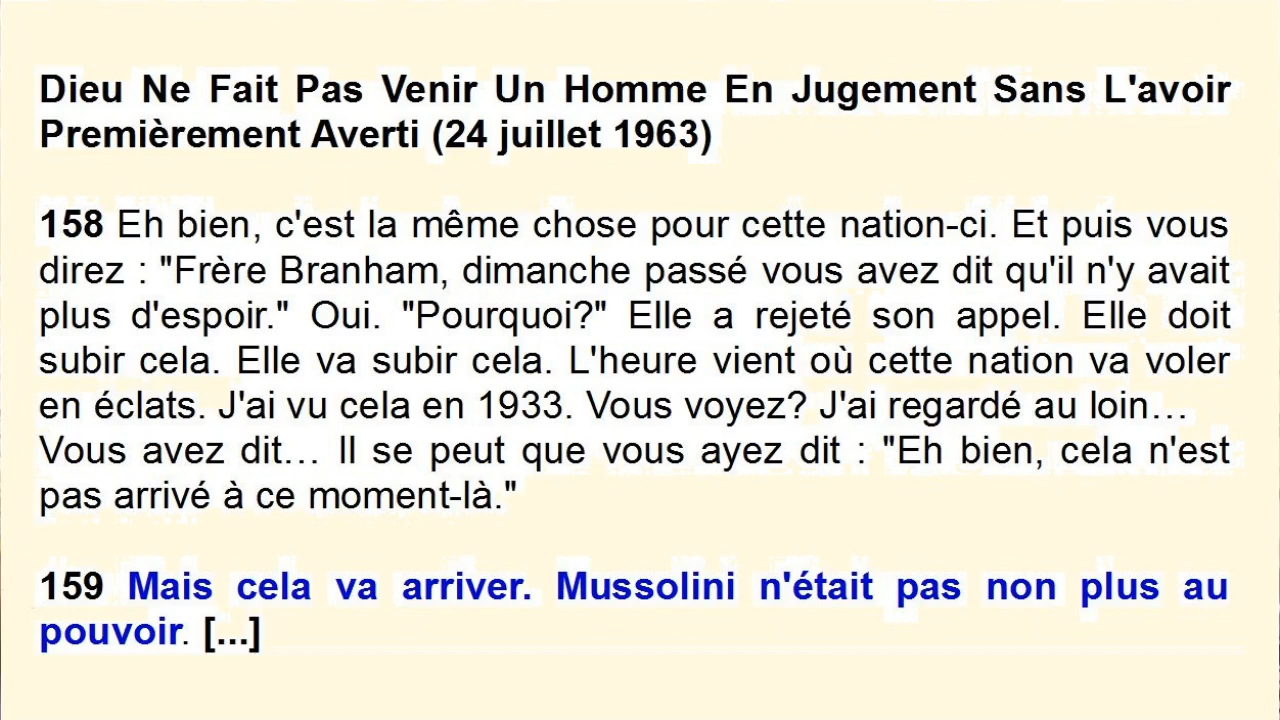 Dieu Ne Fait Pas Venir Un Homme En Jugement Sans L'avoir
Premièrement Averti (24 juillet 1963)
158 Eh bien, c'est la même chose pour cette nation-ci. Et puis vous
direz : "Frère Branham, dimanche passé vous avez dit qu'il n'y avait
plus d'espoir." Oui. "Pourquoi?" Elle a rejeté son appel. Elle doit
subir cela. Elle va subir cela. L'heure vient où cette nation va voler
en éclats. J'ai vu cela en 1933. Vous voyez? J'ai regardé au loin…
Vous avez dit… Il se peut que vous ayez dit : "Eh bien, cela n'est
pas arrivé à ce moment-là."
159 Mais cela va arriver. Mussolini n'était pas non plus au
pouvoir. [...]